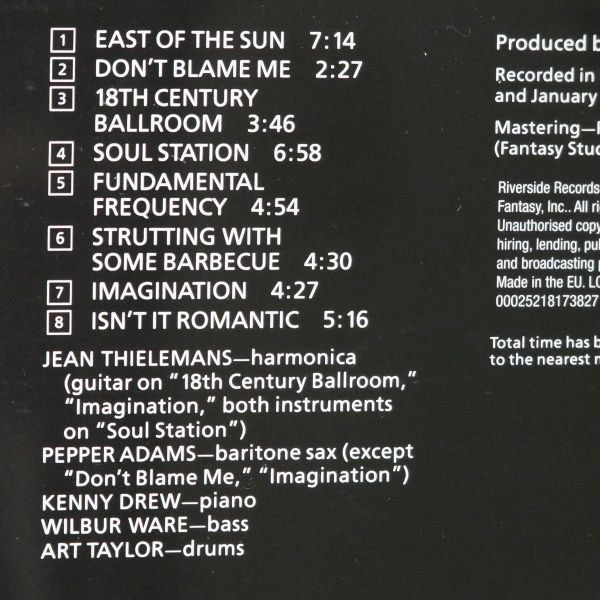 1 EAST OF THE SUN 7:14
2 DON'T BLAME ME 2:27
3 18TH CENTURY
BALLROOM 3:46
4 SOUL STATION 6:58
5 FUNDAMENTAL
FREQUENCY 4:54
6 STRUTTING WITH
SOME BARBECUE 4:30
7 IMAGINATION 4:27
8 ISN'T IT ROMANTIC 5:16
JEAN THIELEMANS—harmonica
(guitar on "18th Century Ballroom,"
"Imagination," both instruments
on "Soul Station")
PEPPER ADAMS—baritone sax (except
"Don't Blame Me," "Imagination")
KENNY DREW—piano
WILBUR WARE—bass
ART TAYLOR—drums
Produced
Recorded in
and January
Mastering—
(Fantasy
Riverside Records
Fantasy, Inc.. All
Unauthorised
hiring, lending,
and broadcasting
Made in the EU.
00025218173827
Total time has
to the nearest